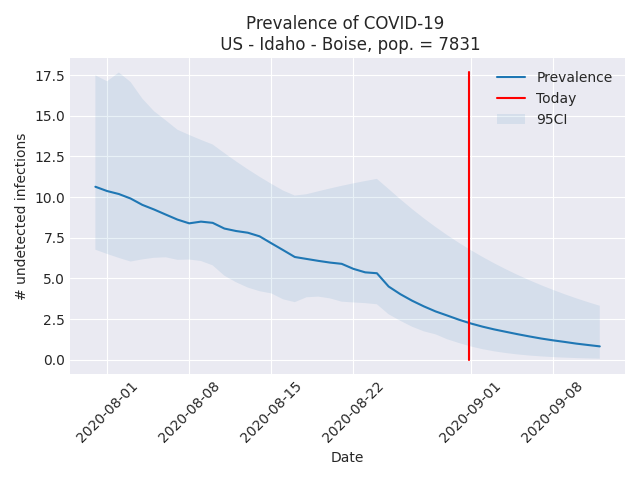 Prevalence of COVID-19
US - Idaho - Boise, pop. = 7831
17.5
15.0
12.5
10.0
7.5
5.0
2.5
0.0
# undetected infections
Prevalence
Today
95CI
2020-08-01
2020-08-08
2020-08-15
2020-08-22
2020-09-01
2020-09-08
Date